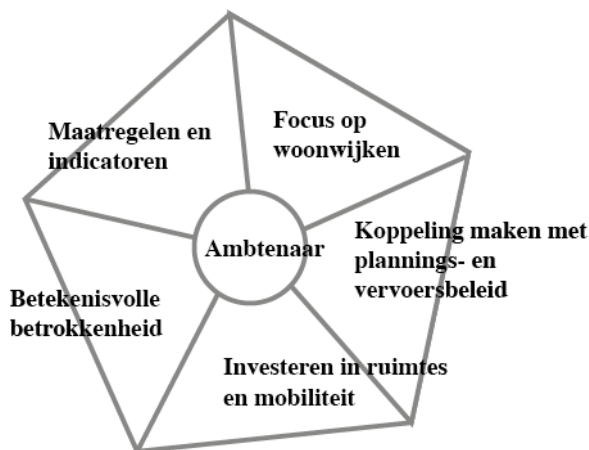 Focus op
woonwijken
Maatregelen en
indicatoren
Ambtenaar
Koppeling maken met
plannings- en
vervoersbeleid
Betekenisvolle
betrokkenheid
Investeren in ruimtes
en mobiliteit